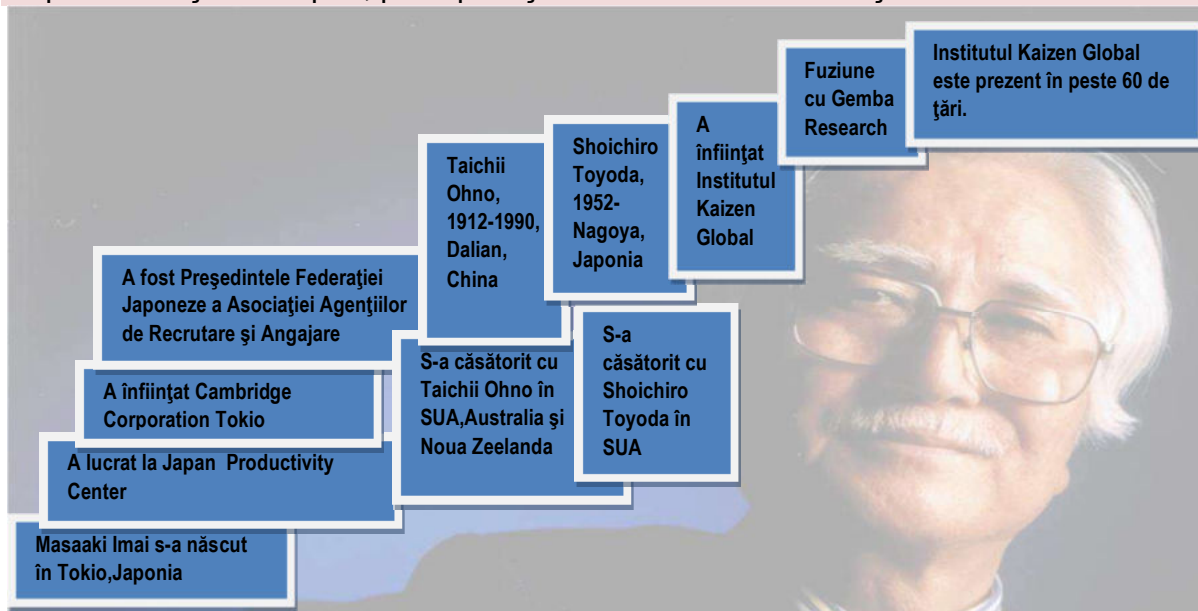 Institutul Kaizen Global
este prezent în peste 60 de
ţări.
Fuziune
cu Gemba
Research
A
înfiinţat
Institutul
Kaizen
Global
Shoichiro
Toyoda,
1952-
Nagoya,
Japonia
Taichii
Ohno,
1912-1990,
Dalian,
China
A fost Preşedintele Federaţiei
Japoneze a Asociaţiei Agenţiilor
de Recrutare şi Angajare
S-a
căsătorit cu
Shoichiro
Toyoda în
SUA
S-a căsătorit cu
Taichii Ohno în
SUA,Australia şi
Noua Zeelanda
A înfiinţat Cambridge
Corporation Tokio
A lucrat la Japan  Productivity
Center
Masaaki Imai s-a născut
în Tokio,Japonia